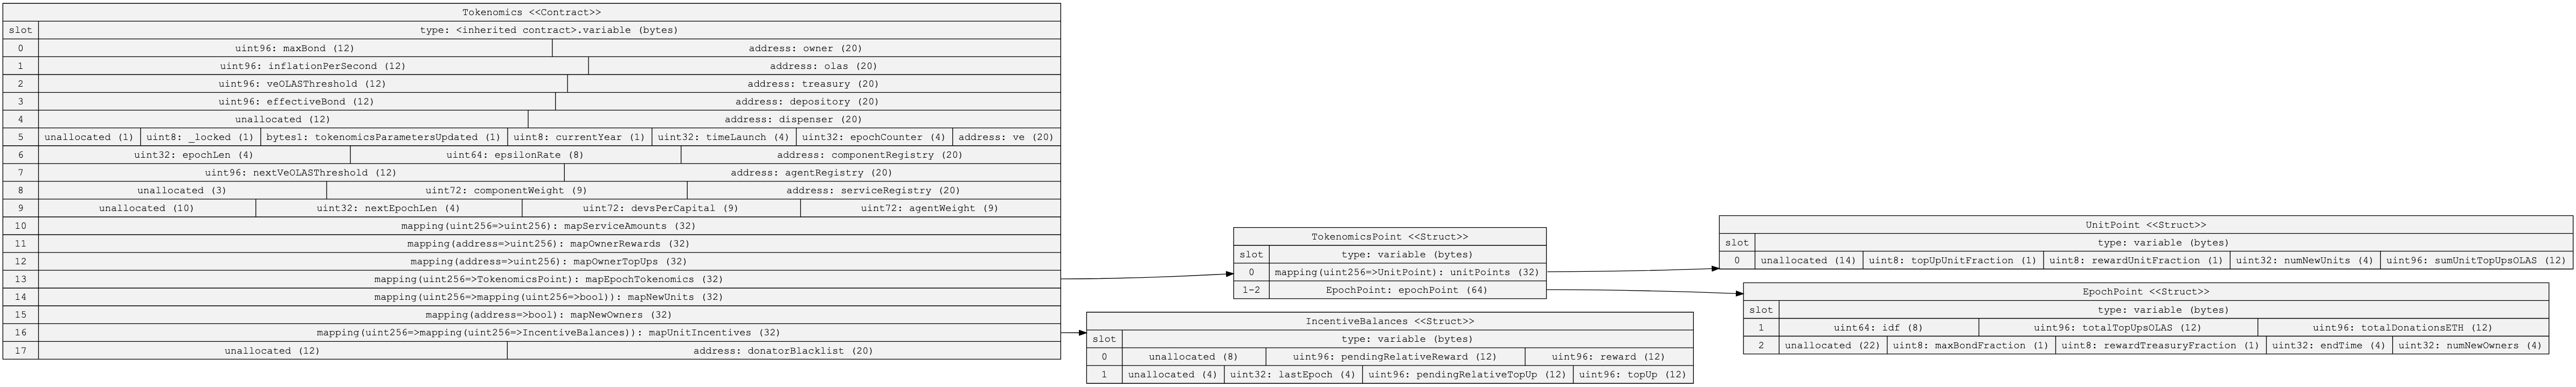 Tokenomics <<Contract>>
slot type: <inherited contract>.variable (bytes)
0 uint96: maxBond (12) address: owner (20)
1 uint96: inflationPerSecond (12) address: olas (20)
2 uint96: veOLASThreshold (12) address: treasury (20)
3 uint96: effectiveBond (12) address: depository (20)
4 unallocated (12) address: dispenser (20)
5 unallocated (1) uint8: _locked (1) bytes1: tokenomicsParametersUpdated (1) uint8: currentYear (1) uint32: timeLaunch (4) uint32: epochCounter (4) address: ve (20)
6 uint32: epochLen (4) uint64: epsilonRate (8) address: componentRegistry (20)
7 uint96: nextVeOLASThreshold (12) address: agentRegistry (20)
8 unallocated (3) uint72: componentWeight (9) address: serviceRegistry (20)
9 unallocated (10) uint32: nextEpochLen (4) uint72: devsPerCapital (9) uint72: agentWeight (9)
10 mapping(uint256=>uint256): mapServiceAmounts (32)
11 mapping(address=>uint256): mapOwnerRewards (32)
12 mapping(address=>uint256): mapOwnerTopUps (32)
13 mapping(uint256=>TokenomicsPoint): mapEpochTokenomics (32)
14 mapping(uint256=>mapping(uint256=>bool)): mapNewUnits (32)
15 mapping(address=>bool): mapNewOwners (32)
16 mapping(uint256=>mapping(uint256=>IncentiveBalances)): mapUnitIncentives (32)
17 unallocated (12) address: donatorBlacklist (20)
TokenomicsPoint <<Struct>>
slot type: variable (bytes)
0 mapping(uint256=>UnitPoint): unitPoints (32)
1-2 EpochPoint: epochPoint (64)
IncentiveBalances <<Struct>>
slot type: variable (bytes)
0 unallocated (8) uint96: pendingRelativeReward (12) uint96: reward (12)
1 unallocated (4) uint32: lastEpoch (4) uint96: pendingRelativeTopUp (12) uint96: topUp (12)
UnitPoint <<Struct>>
slot type: variable (bytes)
0 unallocated (14) uint8: topUpUnitFraction (1) uint8: rewardUnitFraction (1) uint32: numNewUnits (4) uint96: sumUnitTopUpsOLAS (12)
EpochPoint <<Struct>>
slot type: variable (bytes)
1 uint64: idf (8) uint96: totalTopUpsOLAS (12) uint96: totalDonationsETH (12)
2 unallocated (22) uint8: maxBondFraction (1) uint8: rewardTreasuryFraction (1) uint32: endTime (4) uint32: numNewOwners (4)